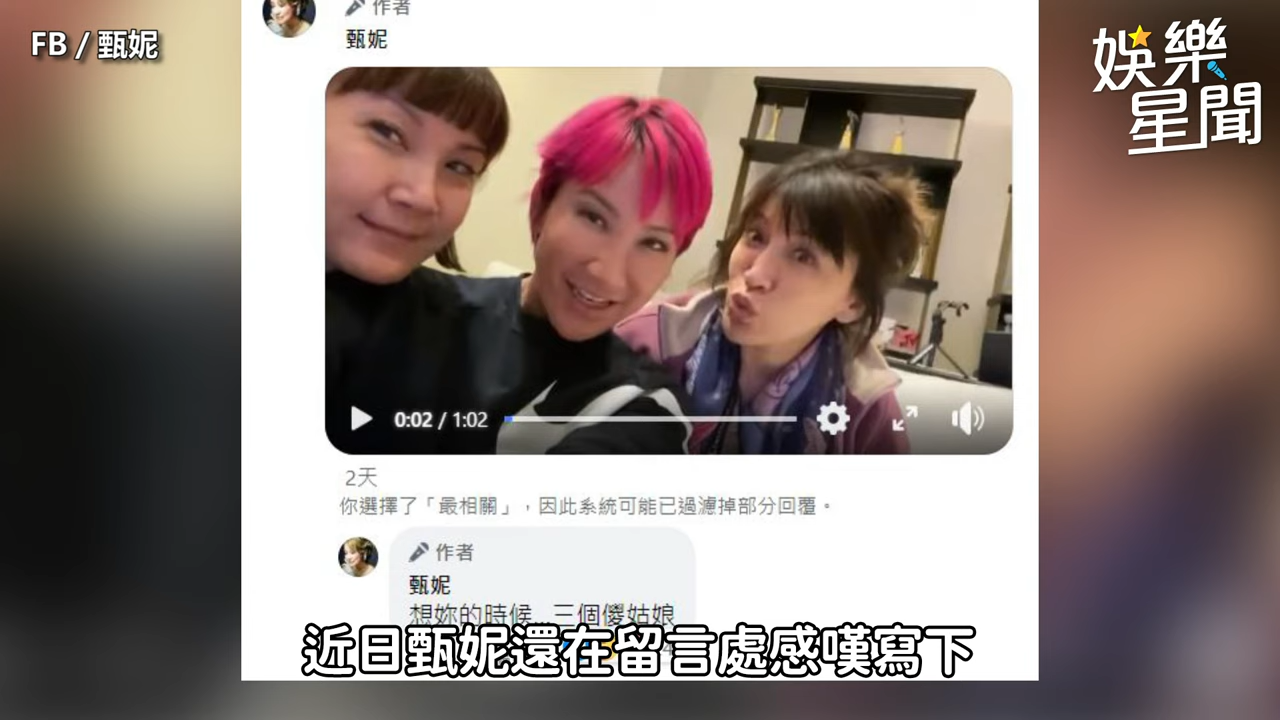 FB / 甄妮
娛樂
星聞
作者
甄妮
0:02 / 1:02
2天
你選擇了「最相關」，因此系統可能已過濾掉部分回覆。
作者
甄妮
想妳的時候...三個傻姑娘
近日甄妮還在留言處感嘆寫下